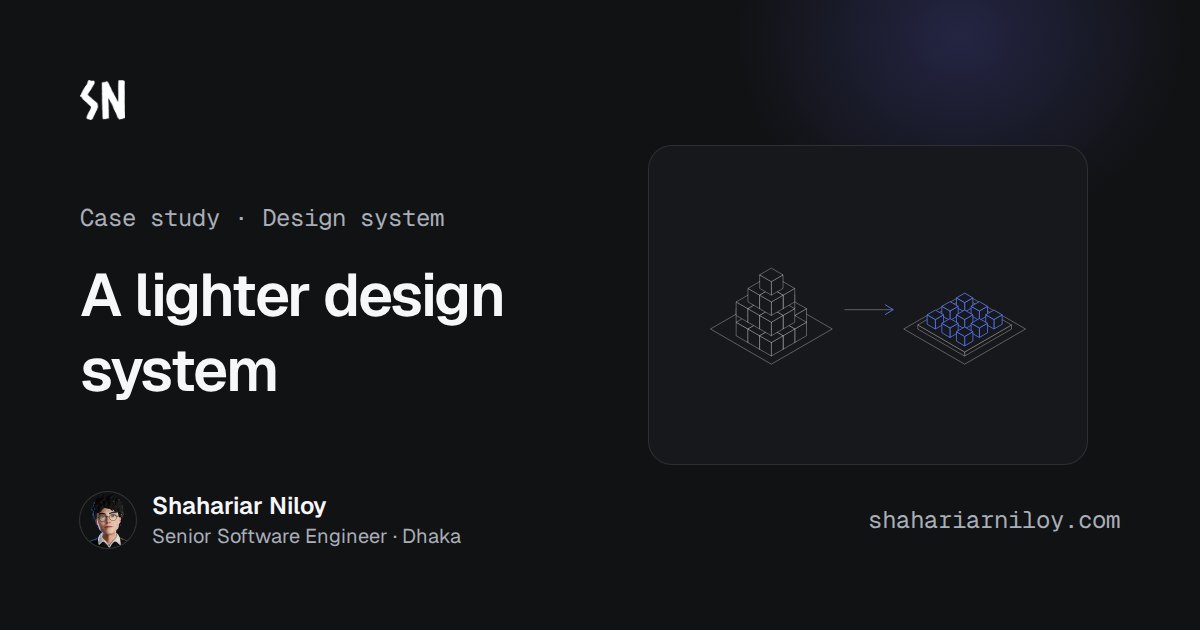 SN
Case study · Design system
A lighter design
system
Shahariar Niloy
Senior Software Engineer · Dhaka
shahariarniloy.com